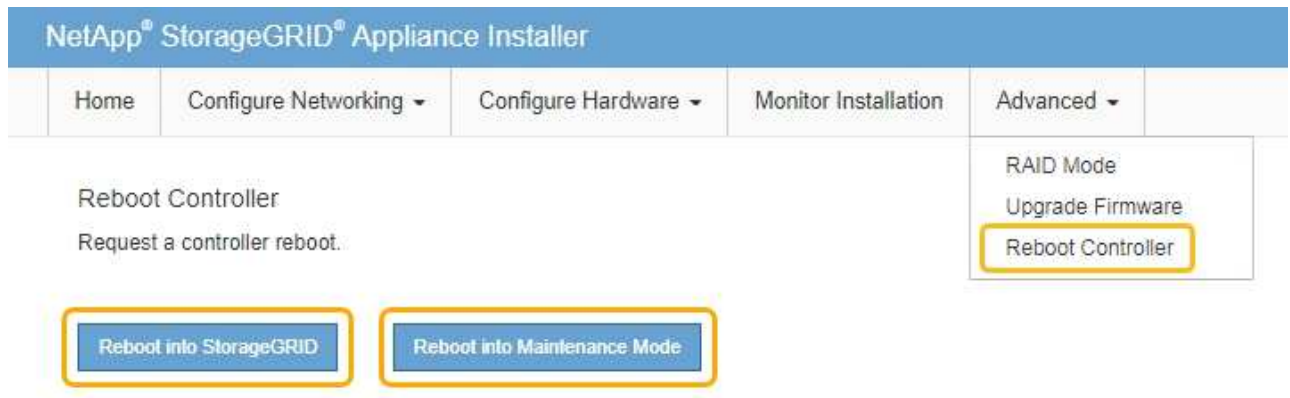 NetApp® StorageGRID® Appliance Installer
Home Configure Networking Configure Hardware Monitor Installation Advanced
RAID Mode
Upgrade Firmware
Reboot Controller
Reboot Controller
Request a controller reboot.
Reboot into StorageGRID Reboot into Maintenance Mode